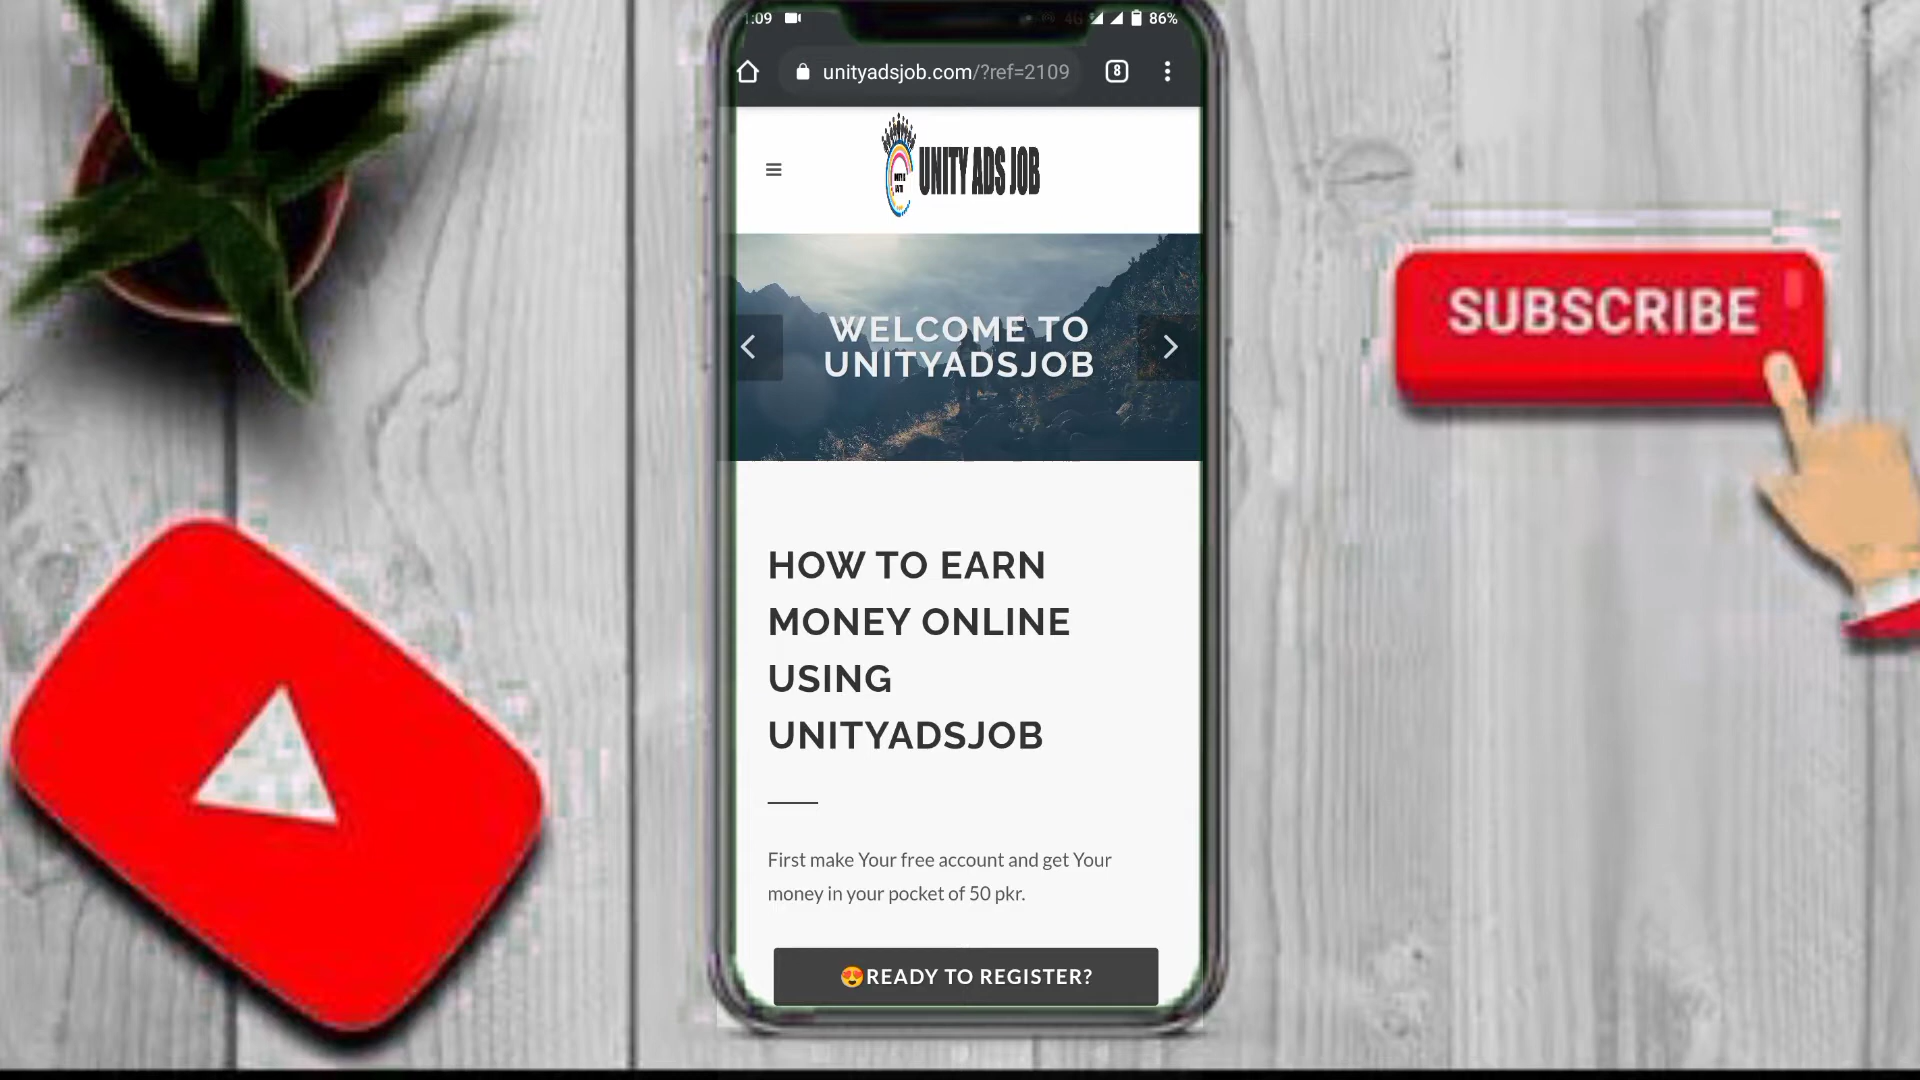 :09 4G 86%
unityadsjob.com/?ref=2109 8
UNITY ADS JOB
WELCOME TO
UNITYADSJOB
SUBSCRIBE
HOW TO EARN
MONEY ONLINE
USING
UNITYADSJOB
First make Your free account and get Your
money in your pocket of 50 pkr.
😍READY TO REGISTER?